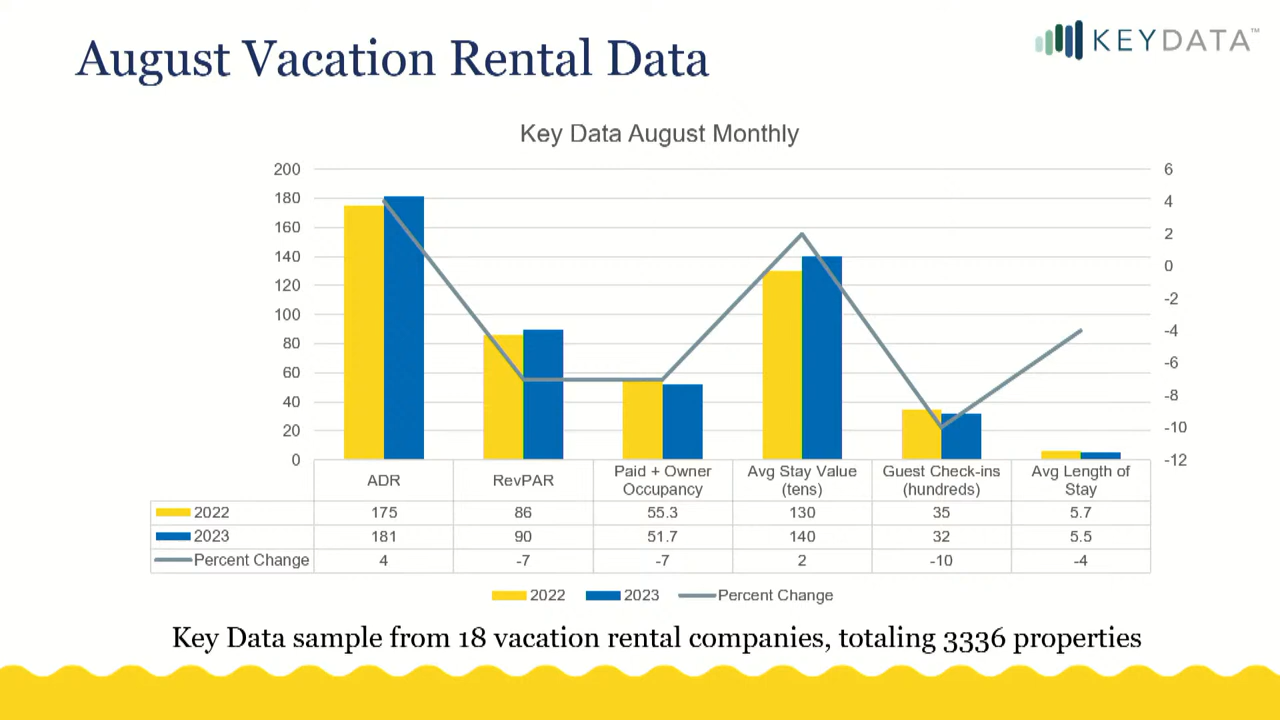 August Vacation Rental Data
KEYDATA™
Key Data August Monthly
200 6
180 4
160 2
140 0
120 -2
100 -4
80 -6
60 -8
40 -10
20 -12
0
ADR RevPAR Paid + Owner Occupancy Avg Stay Value (tens) Guest Check-ins (hundreds) Avg Length of Stay
2022 175 86 55.3 130 35 5.7
2023 181 90 51.7 140 32 5.5
Percent Change 4 -7 -7 2 -10 -4
2022 2023 Percent Change
Key Data sample from 18 vacation rental companies, totaling 3336 properties